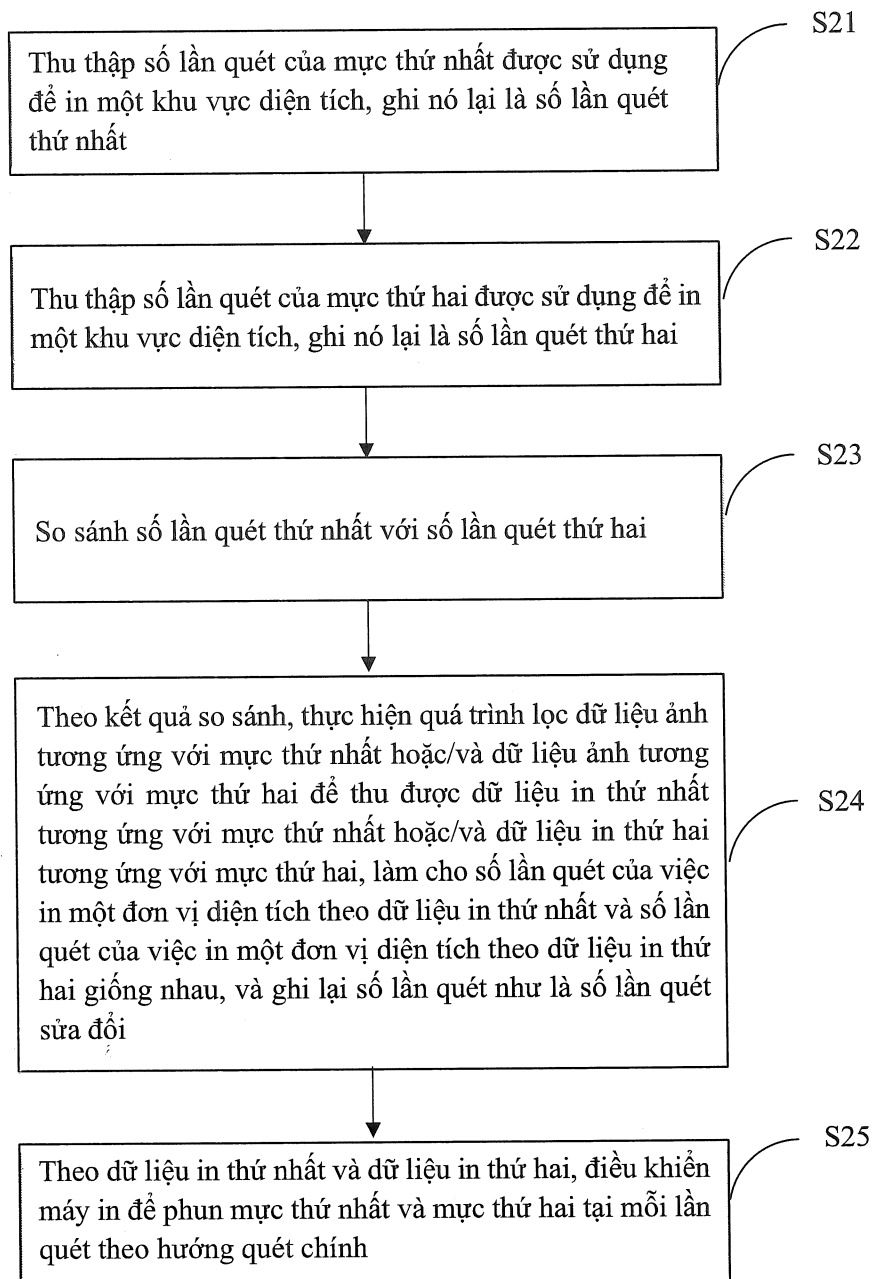 S21
Thu thập số lần quét của mực thứ nhất được sử dụng
để in một khu vực diện tích, ghi nó lại là số lần quét
thứ nhất
S22
Thu thập số lần quét của mực thứ hai được sử dụng để in
một khu vực diện tích, ghi nó lại là số lần quét thứ hai
S23
So sánh số lần quét thứ nhất với số lần quét thứ hai
Theo kết quả so sánh, thực hiện quá trình lọc dữ liệu ảnh
tương ứng với mực thứ nhất hoặc/và dữ liệu ảnh tương
ứng với mực thứ hai để thu được dữ liệu in thứ nhất
tương ứng với mực thứ nhất hoặc/và dữ liệu in thứ hai
tương ứng với mực thứ hai, làm cho số lần quét của việc
in một đơn vị diện tích theo dữ liệu in thứ nhất và số lần
quét của việc in một đơn vị diện tích theo dữ liệu in thứ
hai giống nhau, và ghi lại số lần quét như là số lần quét
sửa đổi
S24
S25
Theo dữ liệu in thứ nhất và dữ liệu in thứ hai, điều khiển
máy in để phun mực thứ nhất và mực thứ hai tại mỗi lần
quét theo hướng quét chính